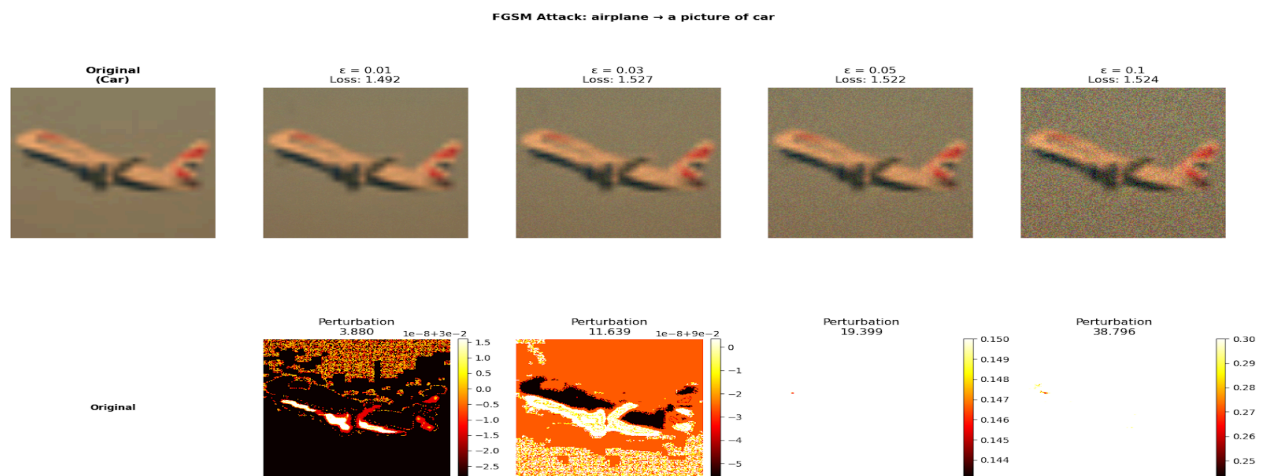 FGSM Attack: airplane → a picture of car
Original
(Car)
ε = 0.01
Loss: 1.492
ε = 0.03
Loss: 1.527
ε = 0.05
Loss: 1.522
ε = 0.1
Loss: 1.524
Original
Perturbation
3.880
1e−8+3e−2
1.5
1.0
0.5
0.0
−0.5
−1.0
−1.5
−2.0
−2.5
Perturbation
11.639
1e−8+9e−2
0
−1
−2
−3
−4
−5
Perturbation
19.399
0.150
0.149
0.148
0.147
0.146
0.145
0.144
Perturbation
38.796
0.30
0.29
0.28
0.27
0.26
0.25